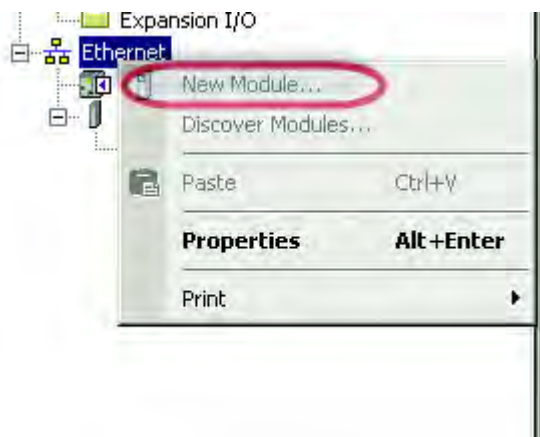 Expansion I/O
Ethernet
New Module...
Discover Modules...
Paste Ctrl+V
Properties Alt+Enter
Print